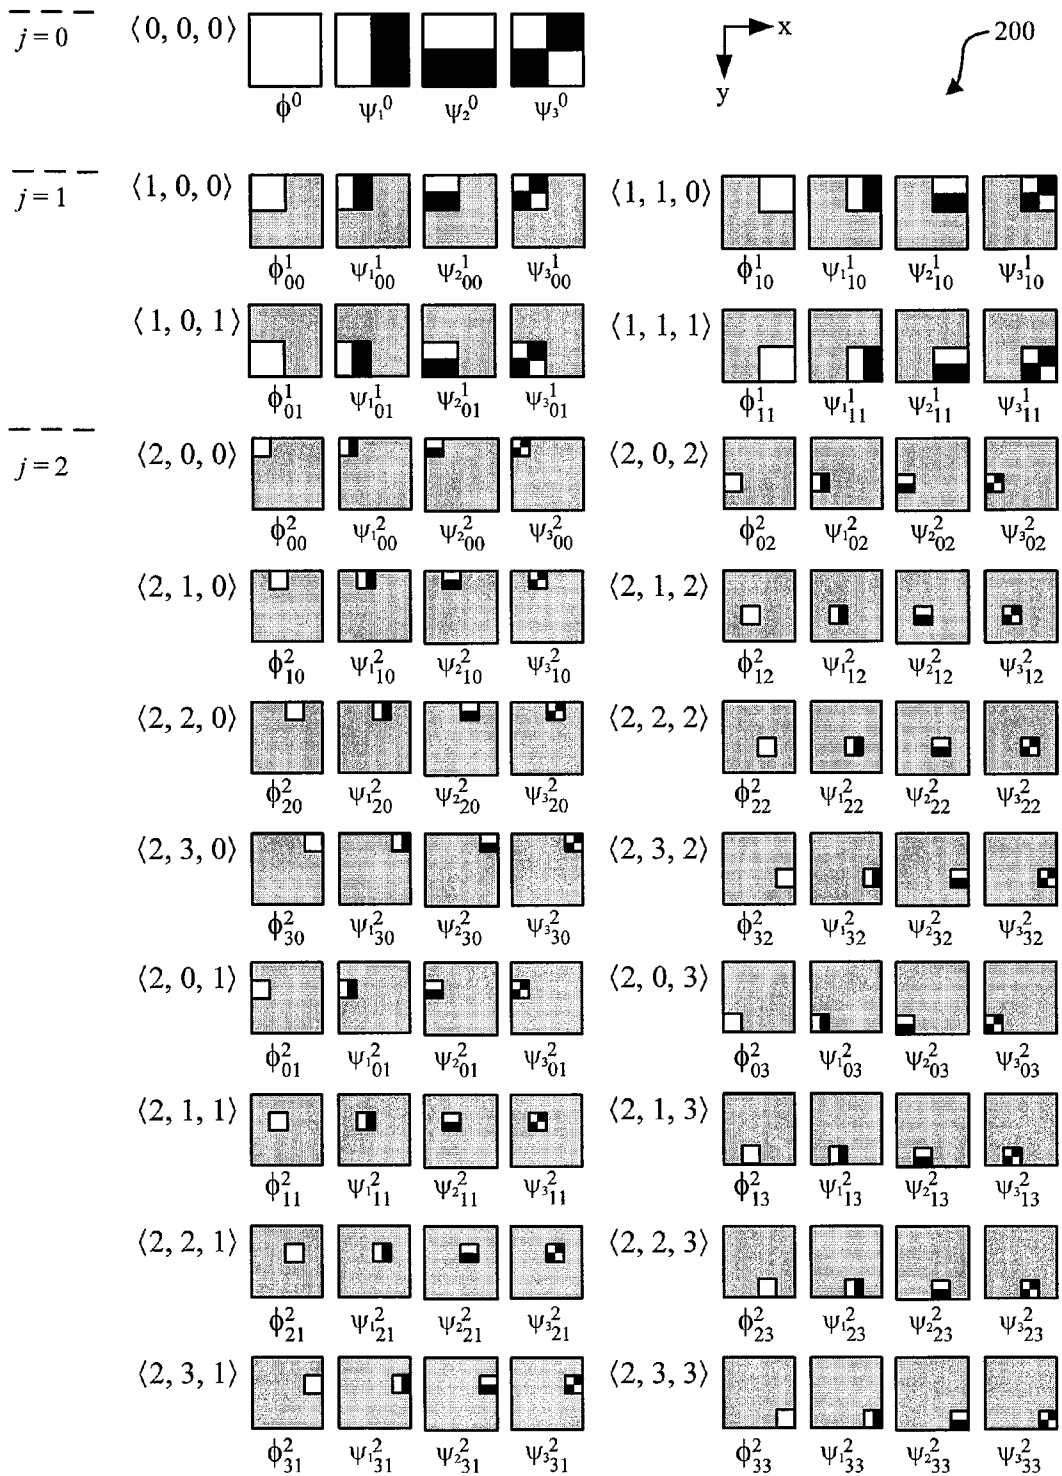 j = 0 ⟨0, 0, 0⟩ x 200
y
ϕ⁰ ψ₁⁰ ψ₂⁰ ψ₃⁰
j = 1 ⟨1, 0, 0⟩ ⟨1, 1, 0⟩
ϕ¹₀₀ ψ₁¹₀₀ ψ₂¹₀₀ ψ₃¹₀₀ ϕ¹₁₀ ψ₁¹₁₀ ψ₂¹₁₀ ψ₃¹₁₀
⟨1, 0, 1⟩ ⟨1, 1, 1⟩
ϕ¹₀₁ ψ₁¹₀₁ ψ₂¹₀₁ ψ₃¹₀₁ ϕ¹₁₁ ψ₁¹₁₁ ψ₂¹₁₁ ψ₃¹₁₁
j = 2 ⟨2, 0, 0⟩ ⟨2, 0, 2⟩
ϕ²₀₀ ψ₁²₀₀ ψ₂²₀₀ ψ₃²₀₀ ϕ²₀₂ ψ₁²₀₂ ψ₂²₀₂ ψ₃²₀₂
⟨2, 1, 0⟩ ⟨2, 1, 2⟩
ϕ²₁₀ ψ₁²₁₀ ψ₂²₁₀ ψ₃²₁₀ ϕ²₁₂ ψ₁²₁₂ ψ₂²₁₂ ψ₃²₁₂
⟨2, 2, 0⟩ ⟨2, 2, 2⟩
ϕ²₂₀ ψ₁²₂₀ ψ₂²₂₀ ψ₃²₂₀ ϕ²₂₂ ψ₁²₂₂ ψ₂²₂₂ ψ₃²₂₂
⟨2, 3, 0⟩ ⟨2, 3, 2⟩
ϕ²₃₀ ψ₁²₃₀ ψ₂²₃₀ ψ₃²₃₀ ϕ²₃₂ ψ₁²₃₂ ψ₂²₃₂ ψ₃²₃₂
⟨2, 0, 1⟩ ⟨2, 0, 3⟩
ϕ²₀₁ ψ₁²₀₁ ψ₂²₀₁ ψ₃²₀₁ ϕ²₀₃ ψ₁²₀₃ ψ₂²₀₃ ψ₃²₀₃
⟨2, 1, 1⟩ ⟨2, 1, 3⟩
ϕ²₁₁ ψ₁²₁₁ ψ₂²₁₁ ψ₃²₁₁ ϕ²₁₃ ψ₁²₁₃ ψ₂²₁₃ ψ₃²₁₃
⟨2, 2, 1⟩ ⟨2, 2, 3⟩
ϕ²₂₁ ψ₁²₂₁ ψ₂²₂₁ ψ₃²₂₁ ϕ²₂₃ ψ₁²₂₃ ψ₂²₂₃ ψ₃²₂₃
⟨2, 3, 1⟩ ⟨2, 3, 3⟩
ϕ²₃₁ ψ₁²₃₁ ψ₂²₃₁ ψ₃²₃₁ ϕ²₃₃ ψ₁²₃₃ ψ₂²₃₃ ψ₃²₃₃